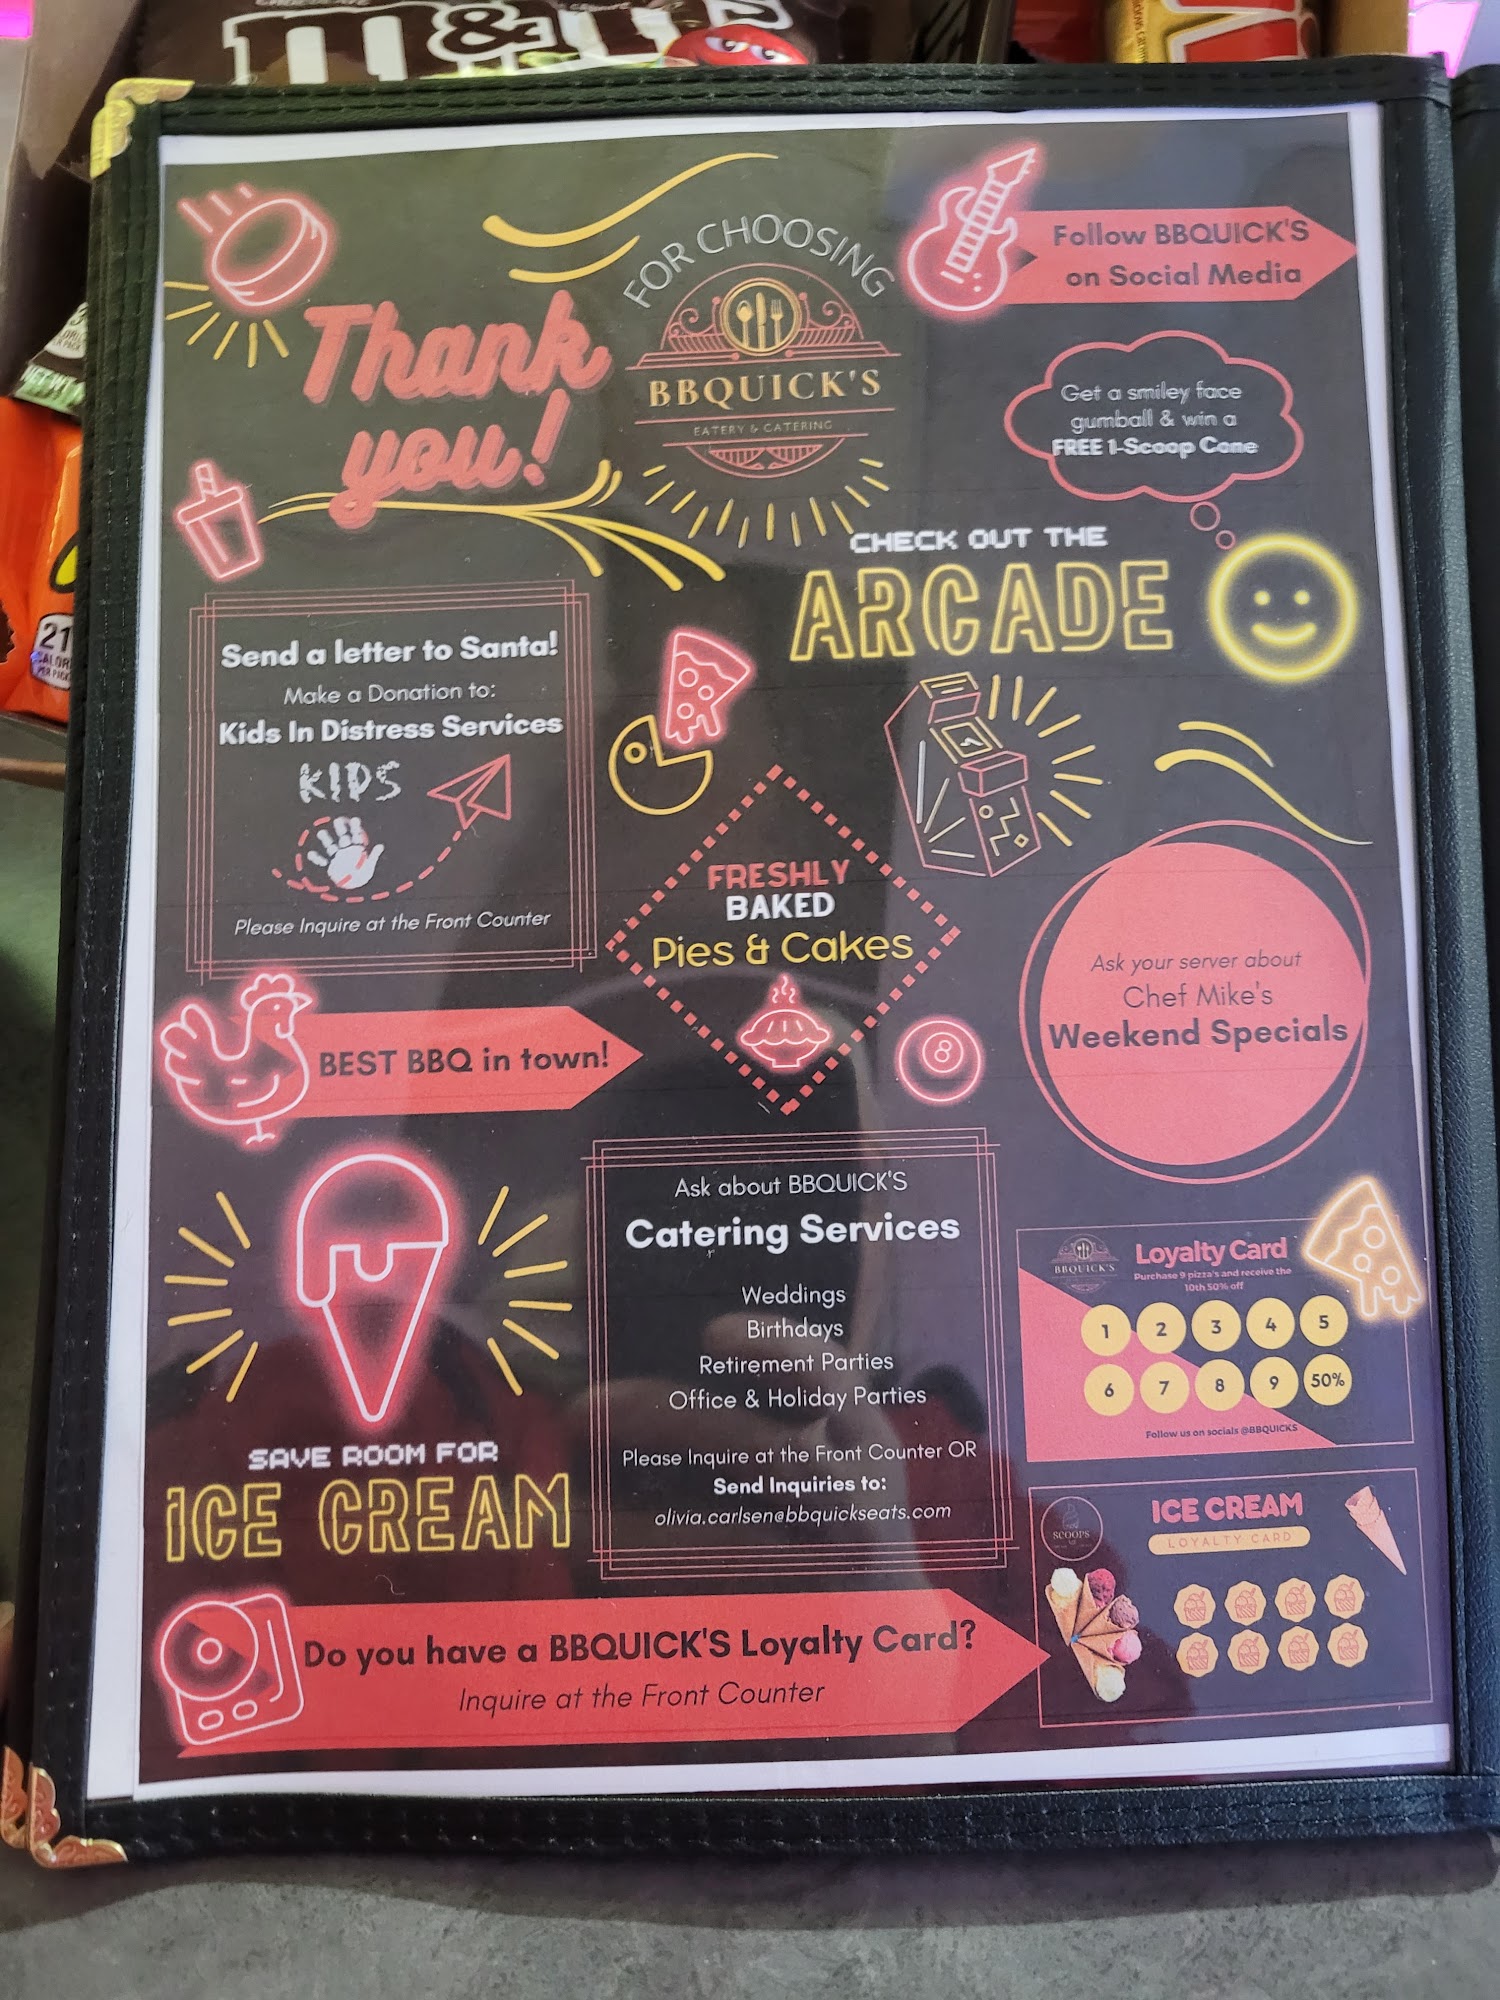 m&m's
Thank
you!
FOR CHOOSING
BBQUICK'S
EATERY & CATERING
Follow BBQUICK'S
on Social Media
Get a smiley face
gumball & win a
FREE 1-Scoop Cone
CHECK OUT THE
ARCADE
Send a letter to Santa!
Make a Donation to:
Kids In Distress Services
KIDS
Please Inquire at the Front Counter
FRESHLY
BAKED
Pies & Cakes
8
Ask your server about
Chef Mike's
Weekend Specials
BEST BBQ in town!
SAVE ROOM FOR
ICE CREAM
Ask about BBQUICK'S
Catering Services
Weddings
Birthdays
Retirement Parties
Office & Holiday Parties
Please Inquire at the Front Counter OR
Send Inquiries to:
olivia.carlsen@bbquickseats.com
BBQUICK'S
Loyalty Card
Purchase 9 pizza's and receive the
10th 50% off
1 2 3 4 5
6 7 8 9 50%
Follow us on socials @BBQUICKS
SCOOPS
ICE CREAM
LOYALTY CARD
Do you have a BBQUICK'S Loyalty Card?
Inquire at the Front Counter
21